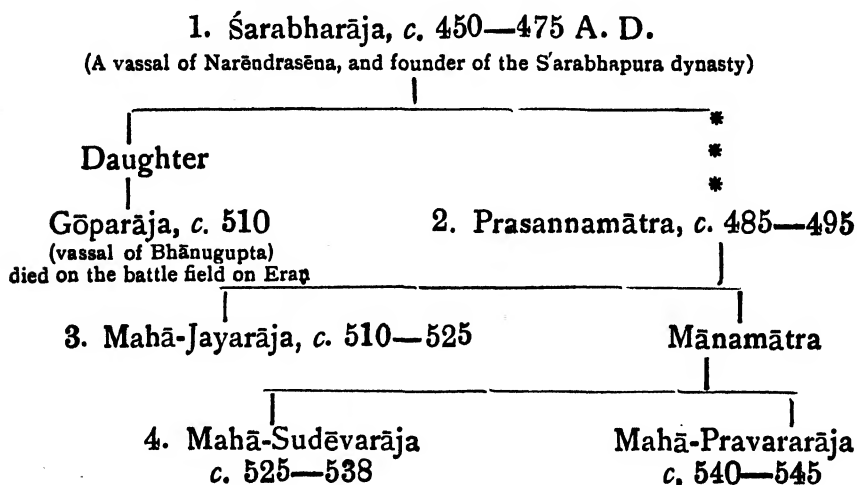 1. Śarabharāja, c. 450—475 A. D.
(A vassal of Narēndrasēna, and founder of the S'arabhapura dynasty)
*
*
Daughter
*
Gōparāja, c. 510 2. Prasannamātra, c. 485—495
(vassal of Bhānugupta)
died on the battle field on Eraṇ
3. Mahā-Jayarāja, c. 510—525 Mānamātra
4. Mahā-Sudēvarāja Mahā-Pravararāja
c. 525—538 c. 540—545